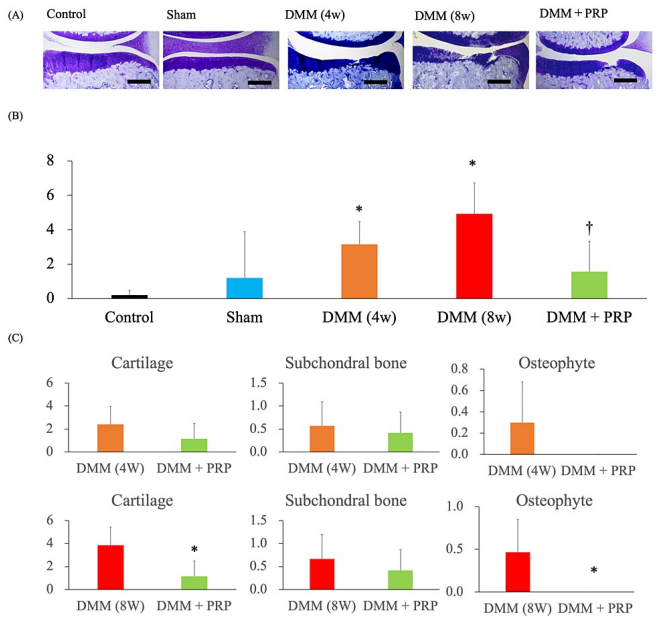 (A) Control Sham DMM (4w) DMM (8w) DMM + PRP
(B)
8
6
4
2
0
* * †
Control Sham DMM (4w) DMM (8w) DMM + PRP
(C)
Cartilage Subchondral bone Osteophyte
6 1.5 0.8
4 1.0 0.6
2 0.5 0.4
0 0.0 0.2
0.0
DMM (4W) DMM + PRP DMM (4W) DMM + PRP DMM (4W) DMM + PRP
Cartilage Subchondral bone Osteophyte
6 1.5 1.0
4 1.0 0.5
2 0.5 0.0
0 0.0
* *
DMM (8W) DMM + PRP DMM (8W) DMM + PRP DMM (8W) DMM + PRP